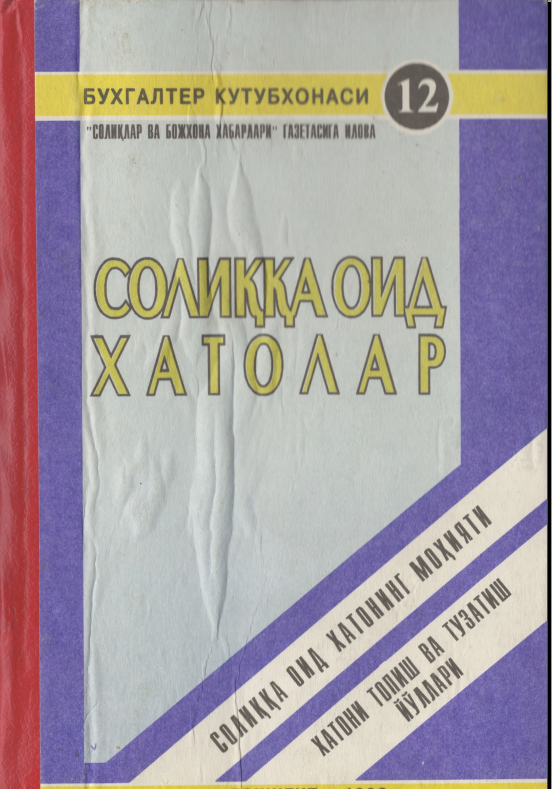 БУХГАЛТЕР КУТУБХОНАСИ 12
"СОЛИҚЛАР ВА БОЖХОНА ХАБАРЛАРИ" ГАЗЕТАСИГА ИЛОВА
СОЛИҚҚА ОИД
ХАТОЛАР
СОЛИҚҚА ОИД ХАТОНИНГ МОҲИЯТИ
ХАТОНИ ТОПИШ ВА ТУЗАТИШ
ЙЎЛЛАРИ